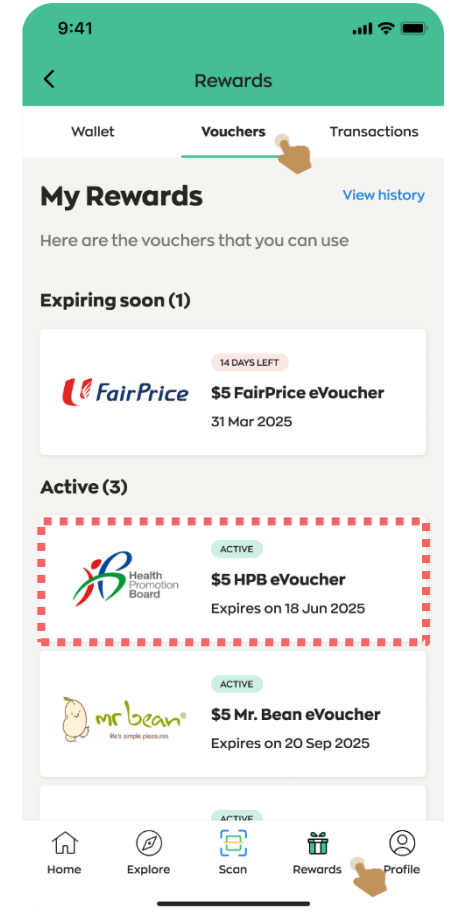 9:41
Rewards
Wallet Vouchers Transactions
My Rewards View history
Here are the vouchers that you can use
Expiring soon (1)
14 DAYS LEFT
FairPrice $5 FairPrice eVoucher
31 Mar 2025
Active (3)
ACTIVE
Health
Promotion
Board
$5 HPB eVoucher
Expires on 18 Jun 2025
ACTIVE
mr bean®
life's simple pleasures
$5 Mr. Bean eVoucher
Expires on 20 Sep 2025
ACTIVE
Home Explore Scan Rewards Profile